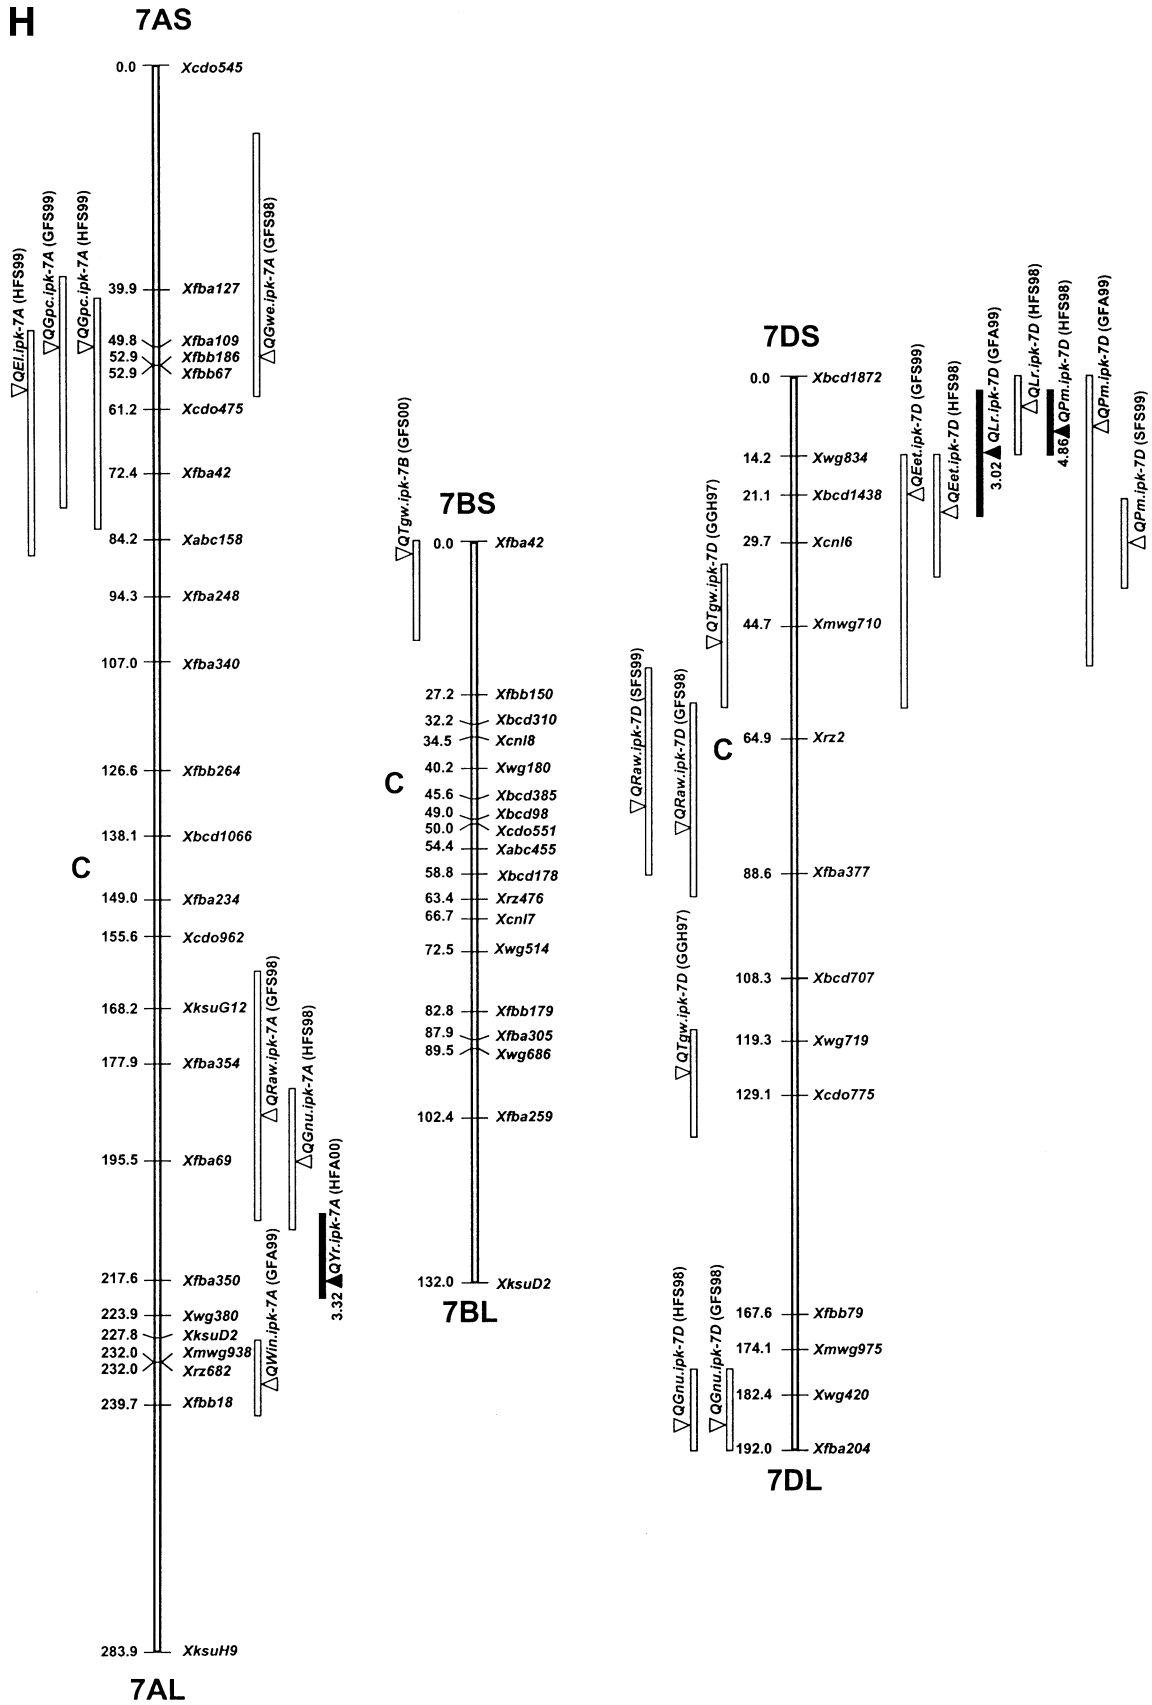 H
7AS
0.0 Xcdo545
39.9 Xfba127
49.8 Xfba109
52.9 Xfbb186
52.9 Xfbb67
61.2 Xcdo475
72.4 Xfba42
84.2 Xabc158
94.3 Xfba248
107.0 Xfba340
126.6 Xfbb264
138.1 Xbcd1066
C
149.0 Xfba234
155.6 Xcdo962
168.2 XksuG12
177.9 Xfba354
195.5 Xfba69
217.6 Xfba350
223.9 Xwg380
227.8 XksuD2
232.0 Xmwg938
232.0 Xrz682
239.7 Xfbb18
283.9 XksuH9
7AL
QEl.ipk-7A (HFS99)
QGpc.ipk-7A (GFS99)
QGpc.ipk-7A (HFS99)
QGwe.ipk-7A (GFS98)
QRaw.ipk-7A (GFS98)
QGnu.ipk-7A (HFS98)
3.32 QYr.ipk-7A (HFA00)
QWin.ipk-7A (GFA99)
7BS
0.0 Xfba42
27.2 Xfbb150
32.2 Xbcd310
34.5 Xcnl8
40.2 Xwg180
C
45.6 Xbcd385
49.0 Xbcd98
50.0 Xcdo551
54.4 Xabc455
58.8 Xbcd178
63.4 Xrz476
66.7 Xcnl7
72.5 Xwg514
82.8 Xfbb179
87.9 Xfba305
89.5 Xwg686
102.4 Xfba259
132.0 XksuD2
7BL
QTgw.ipk-7B (GFS00)
7DS
0.0 Xbcd1872
14.2 Xwg834
21.1 Xbcd1438
29.7 Xcnl6
44.7 Xmwg710
64.9 Xrz2
C
88.6 Xfba377
108.3 Xbcd707
119.3 Xwg719
129.1 Xcdo775
167.6 Xfbb79
174.1 Xmwg975
182.4 Xwg420
192.0 Xfba204
7DL
QRaw.ipk-7D (SFS99)
QRaw.ipk-7D (GFS98)
QTgw.ipk-7D (GGH97)
QTgw.ipk-7D (GGH97)
QGnu.ipk-7D (HFS98)
QGnu.ipk-7D (GFS98)
QEet.ipk-7D (GFS99)
QEet.ipk-7D (HFS98)
3.02 QLr.ipk-7D (GFA99)
QLr.ipk-7D (HFS98)
4.86 QPm.ipk-7D (HFS98)
QPm.ipk-7D (GFA99)
QPm.ipk-7D (SFS99)